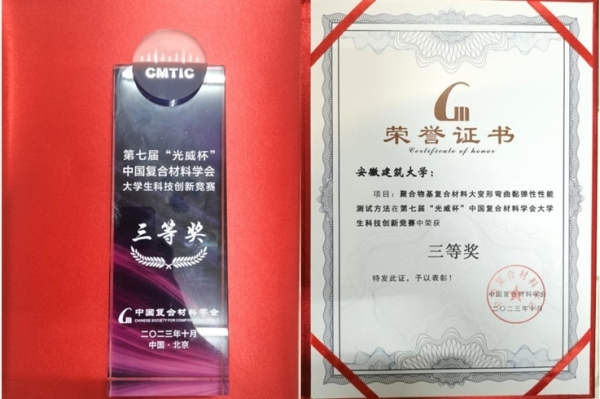 CMTIC
第七届“光威杯”
中国复合材料学会
大学生科技创新竞赛
三等奖
中国复合材料学会
CHINESE SOCIETY FOR COMPOSITE MATERIALS
二〇二三年十月
中国·北京
荣誉证书
Certificate of honor
安徽建筑大学：
项目：聚合物基复合材料大变形弯曲黏弹性性能
测试方法在第七届“光威杯”中国复合材料学会大学
生科技创新竞赛中荣获
三等奖
特发此证，予以表彰！
中国复合材料学会
二〇二三年十月